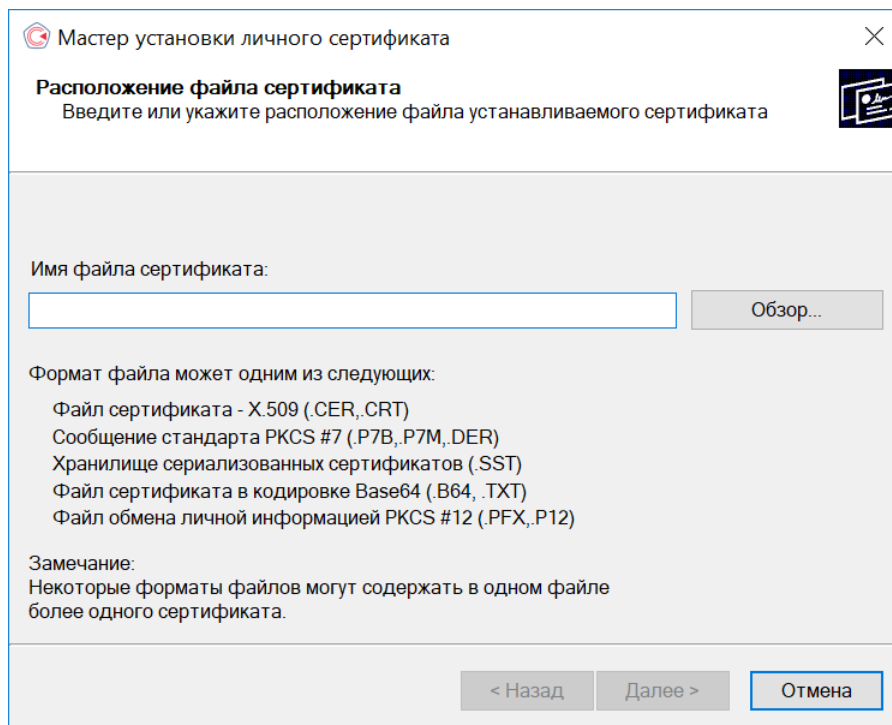 Мастер установки личного сертификата
Расположение файла сертификата
Введите или укажите расположение файла устанавливаемого сертификата
Имя файла сертификата:
Обзор...
Формат файла может одним из следующих:
Файл сертификата - X.509 (.CER,.CRT)
Сообщение стандарта PKCS #7 (.P7B,.P7M,.DER)
Хранилище сериализованных сертификатов (.SST)
Файл сертификата в кодировке Base64 (.B64, .TXT)
Файл обмена личной информацией PKCS #12 (.PFX,.P12)
Замечание:
Некоторые форматы файлов могут содержать в одном файле
более одного сертификата.
< Назад Далее > Отмена